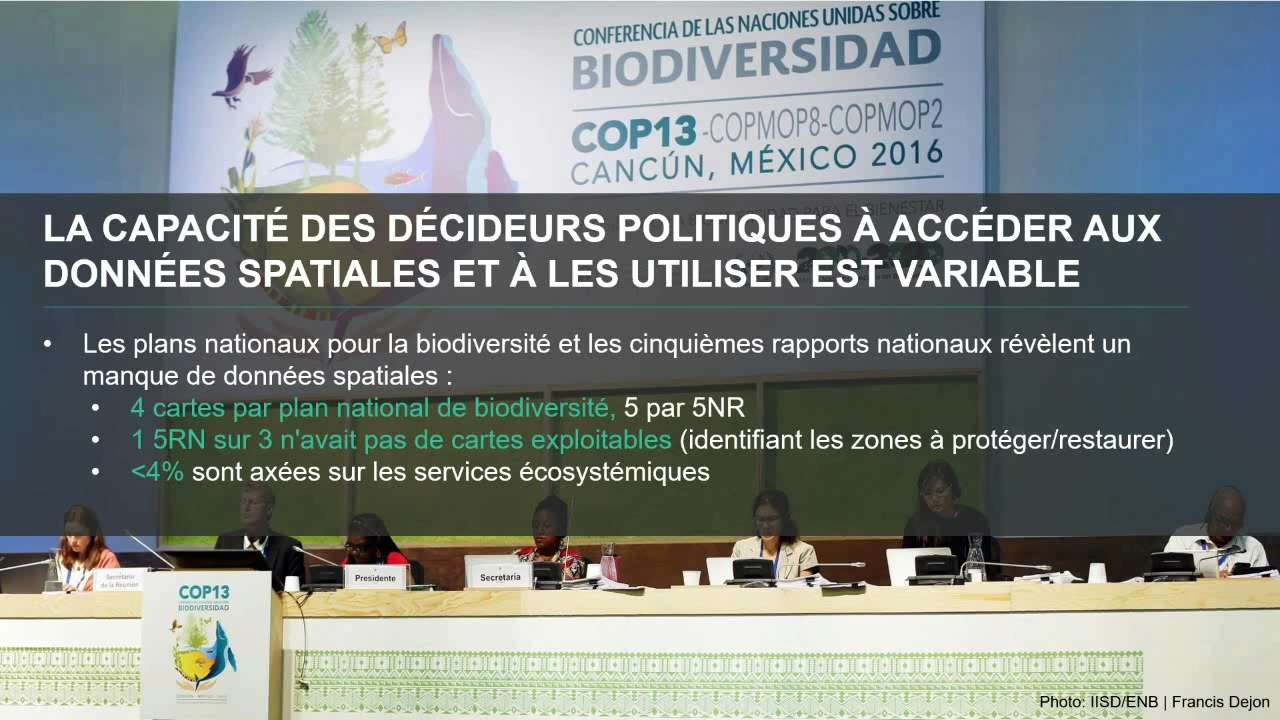 CONFERENCIA DE LAS NACIONES UNIDAS SOBRE
BIODIVERSIDAD
COP13-COPMOP8-COPMOP2
CANCÚN, MÉXICO 2016
LA CAPACITÉ DES DÉCIDEURS POLITIQUES À ACCÉDER AUX
DONNÉES SPATIALES ET À LES UTILISER EST VARIABLE
• Les plans nationaux pour la biodiversité et les cinquièmes rapports nationaux révèlent un
manque de données spatiales :
• 4 cartes par plan national de biodiversité, 5 par 5NR
• 1 5RN sur 3 n'avait pas de cartes exploitables (identifiant les zones à protéger/restaurer)
• <4% sont axées sur les services écosystémiques
Secretario
de la Reunión
Presidente
Secretaria
COP13
BIODIVERSIDAD
Photo: IISD/ENB | Francis Dejon